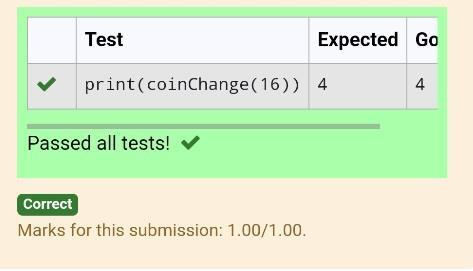 Test Expected Go
print(coinChange(16)) 4 4
Passed all tests!
Correct
Marks for this submission: 1.00/1.00.